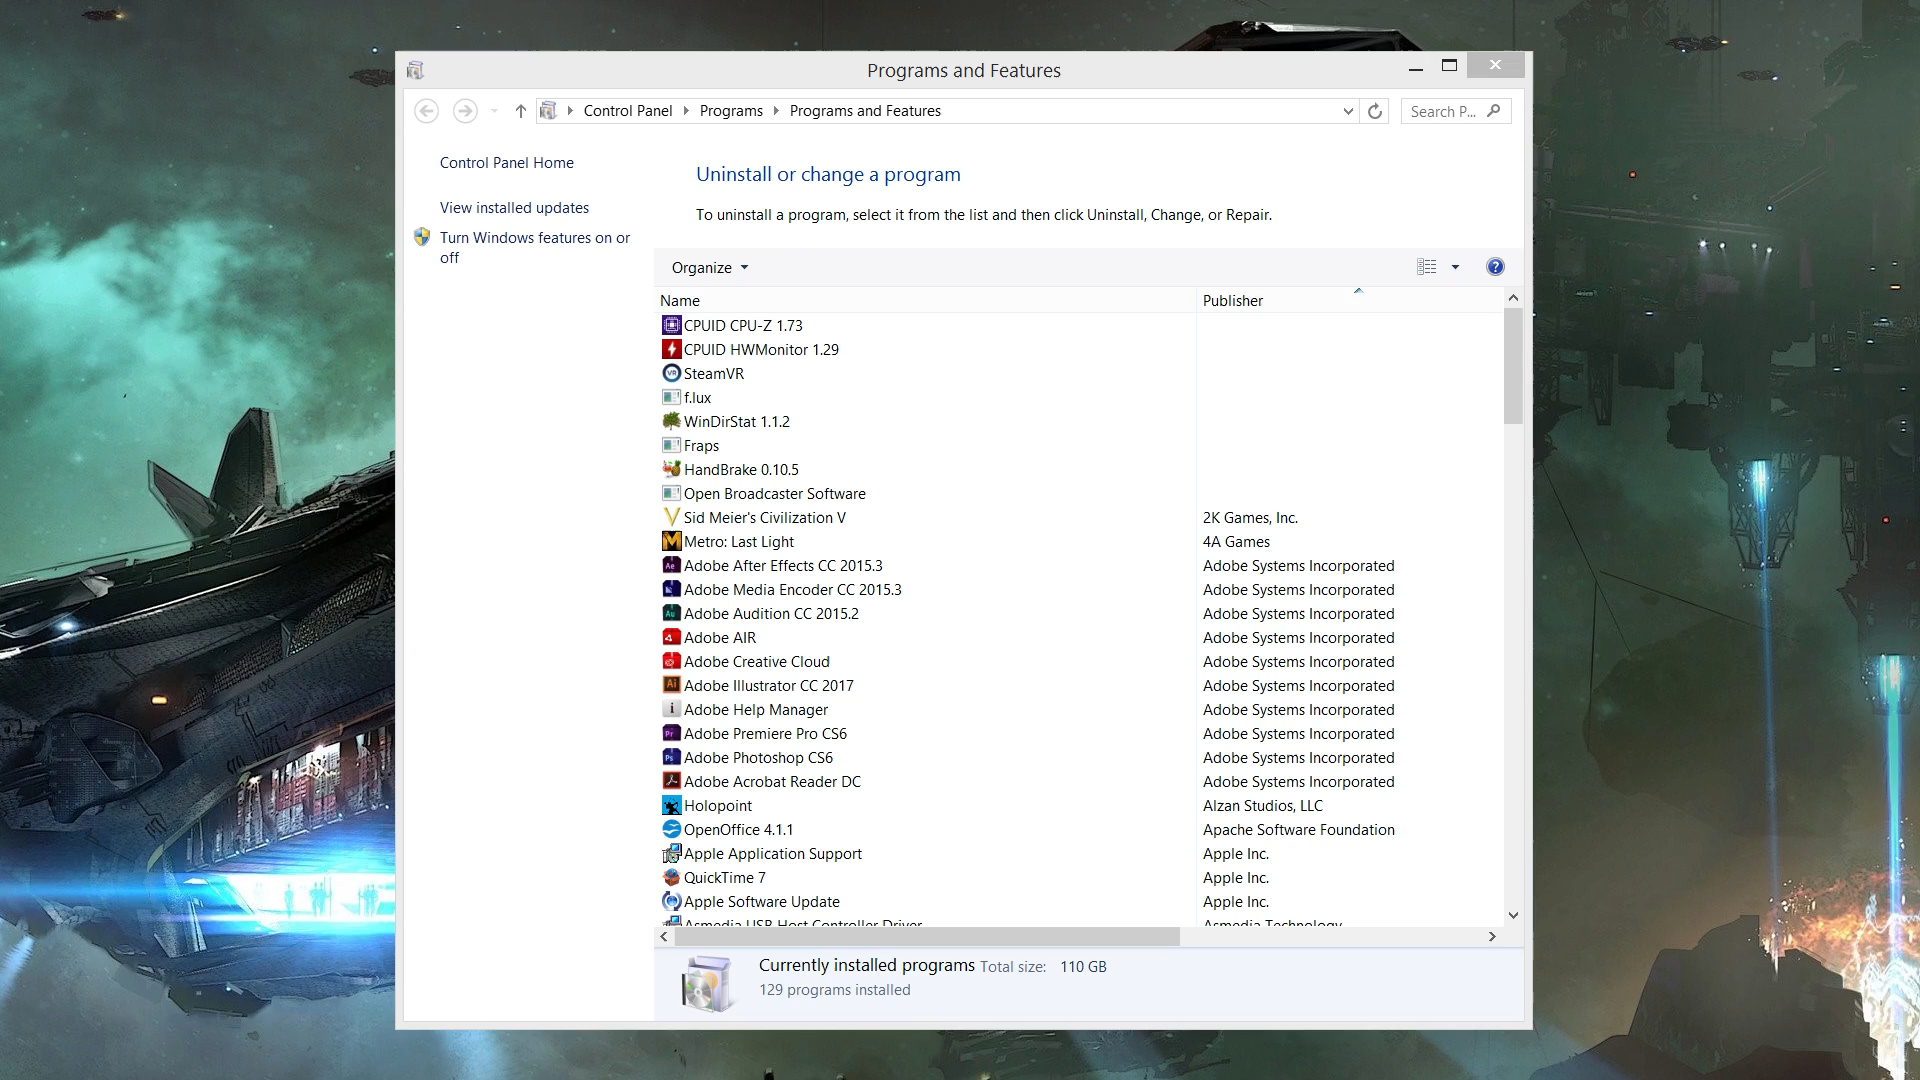 Programs and Features
Control Panel Programs Programs and Features
Search P...
Control Panel Home
View installed updates
Turn Windows features on or
off
Uninstall or change a program
To uninstall a program, select it from the list and then click Uninstall, Change, or Repair.
Organize
Name Publisher
CPUID CPU-Z 1.73
CPUID HWMonitor 1.29
SteamVR
f.lux
WinDirStat 1.1.2
Fraps
HandBrake 0.10.5
Open Broadcaster Software
Sid Meier's Civilization V 2K Games, Inc.
Metro: Last Light 4A Games
Adobe After Effects CC 2015.3 Adobe Systems Incorporated
Adobe Media Encoder CC 2015.3 Adobe Systems Incorporated
Adobe Audition CC 2015.2 Adobe Systems Incorporated
Adobe AIR Adobe Systems Incorporated
Adobe Creative Cloud Adobe Systems Incorporated
Adobe Illustrator CC 2017 Adobe Systems Incorporated
Adobe Help Manager Adobe Systems Incorporated
Adobe Premiere Pro CS6 Adobe Systems Incorporated
Adobe Photoshop CS6 Adobe Systems Incorporated
Adobe Acrobat Reader DC Adobe Systems Incorporated
Holopoint Alzan Studios, LLC
OpenOffice 4.1.1 Apache Software Foundation
Apple Application Support Apple Inc.
QuickTime 7 Apple Inc.
Apple Software Update Apple Inc.
Asmedia USB Host Controller Driver Asmedia Technology
Currently installed programs Total size: 110 GB
129 programs installed